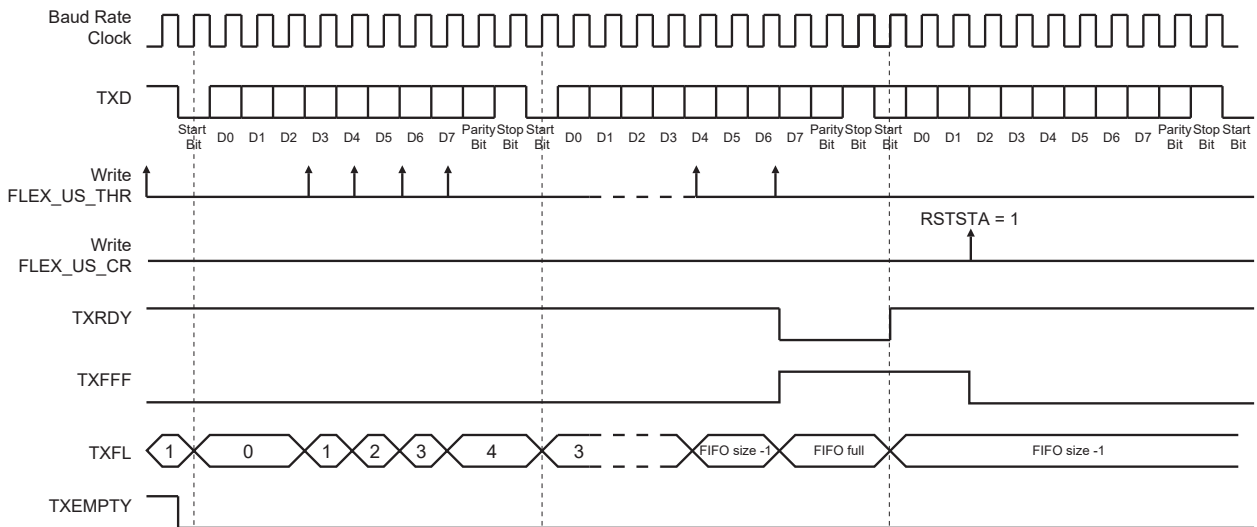 Baud Rate
Clock
TXD
Start
Bit
D0 D1 D2 D3 D4 D5 D6 D7 Parity
Bit
Stop
Bit
Start
Bit
D0 D1 D2 D3 D4 D5 D6 D7 Parity
Bit
Stop
Bit
Start
Bit
D0 D1 D2 D3 D4 D5 D6 D7 Parity
Bit
Stop
Bit
Start
Bit
Write
FLEX_US_THR
RSTSTA = 1
Write
FLEX_US_CR
TXRDY
TXFFF
TXFL 1 0 1 2 3 4 3 FIFO size -1 FIFO full FIFO size -1
TXEMPTY